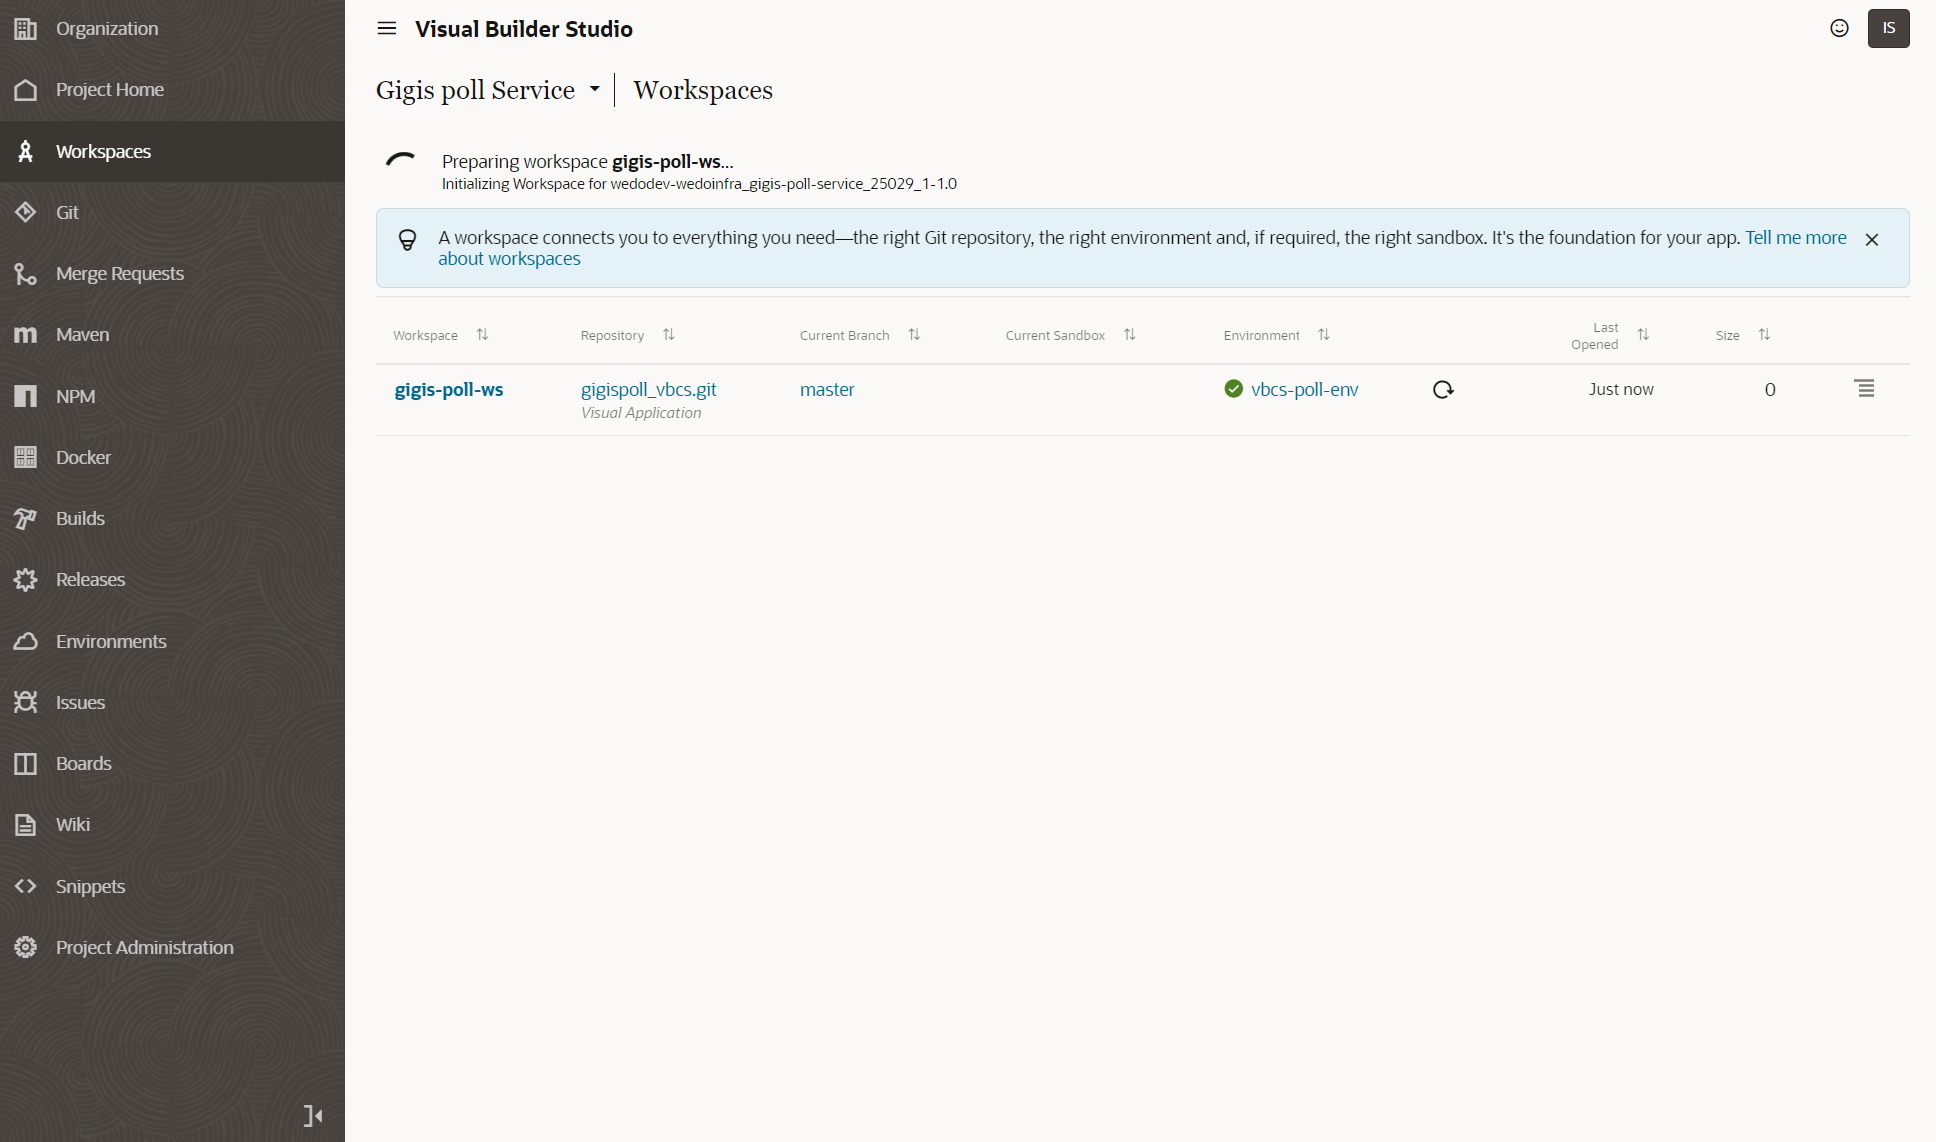 Organization
Project Home
Workspaces
Git
Merge Requests
Maven
NPM
Docker
Builds
Releases
Environments
Issues
Boards
Wiki
Snippets
Project Administration
Visual Builder Studio
IS
Gigis poll Service | Workspaces
Preparing workspace gigis-poll-ws...
Initializing Workspace for wedodev-wedoinfra_gigis-poll-service_25029_1-1.0
A workspace connects you to everything you need—the right Git repository, the right environment and, if required, the right sandbox. It's the foundation for your app. Tell me more
about workspaces
Workspace Repository Current Branch Current Sandbox Environment Last Opened Size
gigis-poll-ws gigispoll_vbcs.git master vbcs-poll-env Just now 0
Visual Application